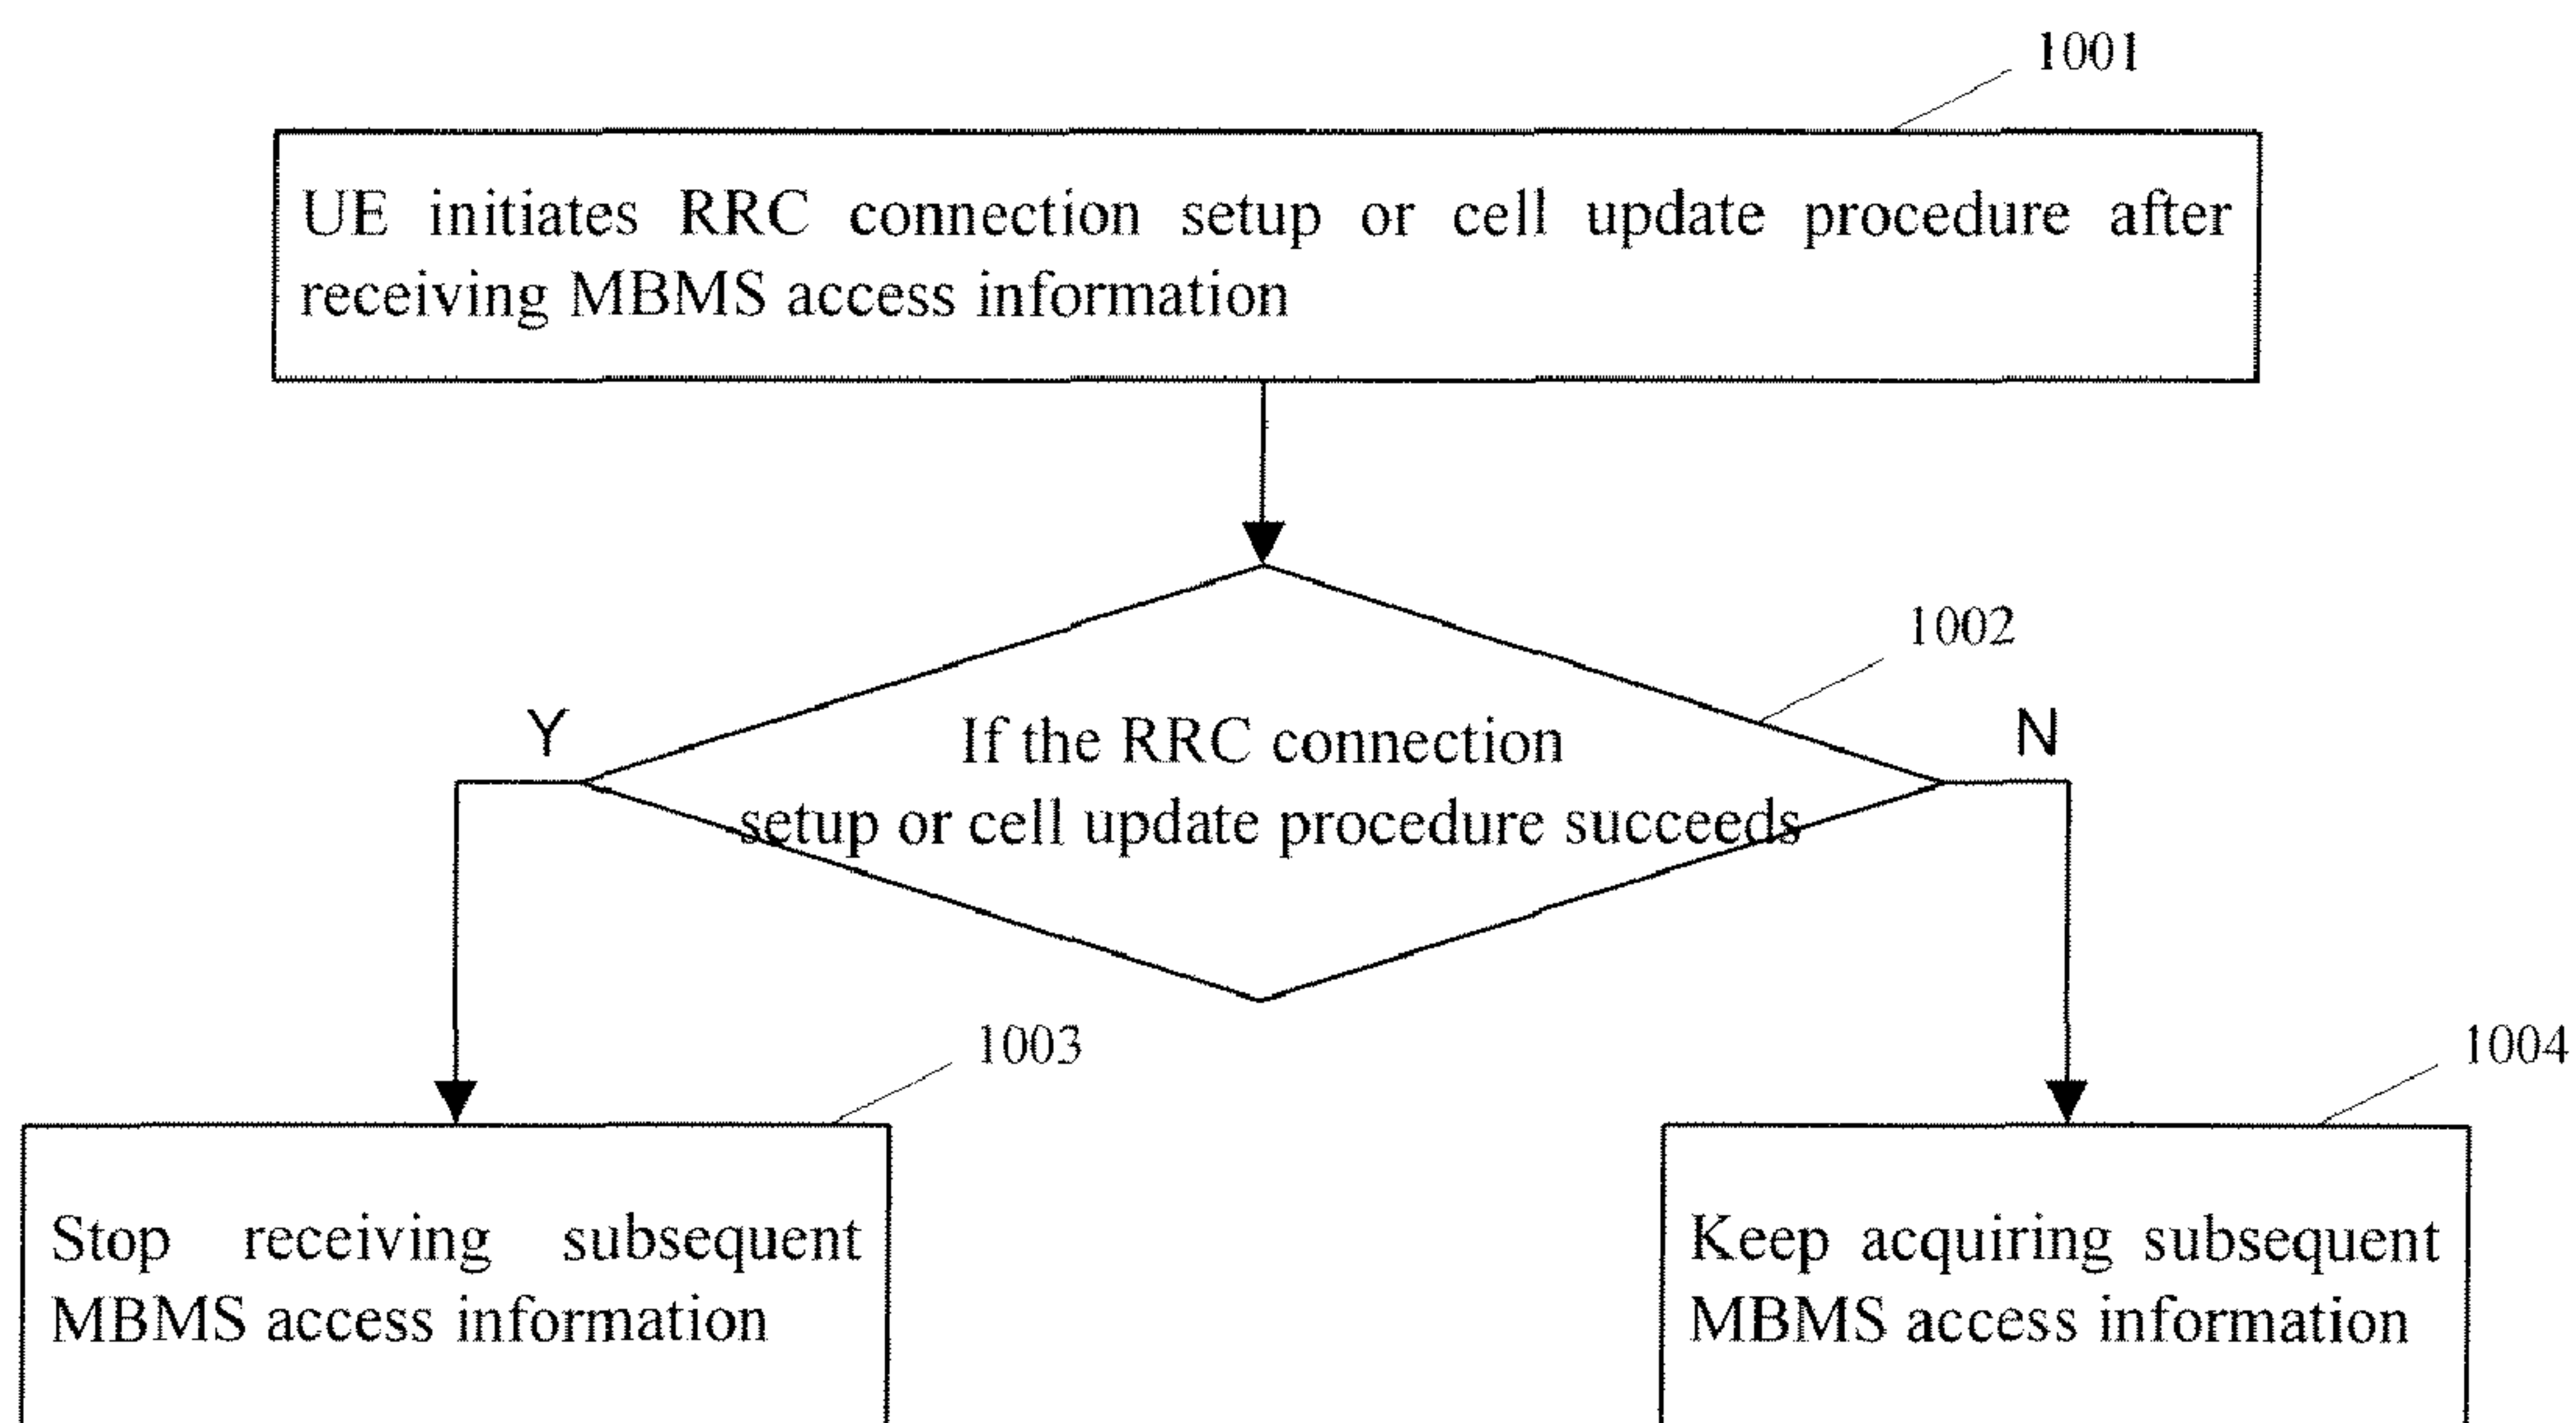 1001
UE initiates RRC connection setup or cell update procedure after
receiving MBMS access information
1002
Y
N
If the RRC connection
setup or cell update procedure succeeds
1003
1004
Stop receiving subsequent
MBMS access information
Keep acquiring subsequent
MBMS access information